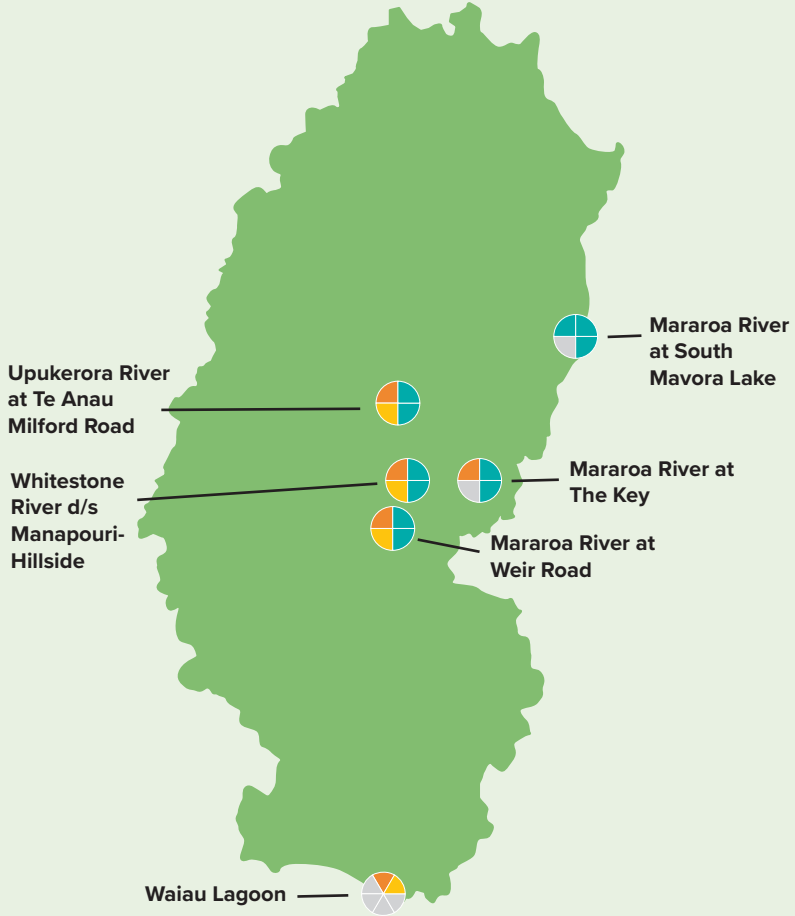 Mararoa River
at South
Mavora Lake
Upukerora River
at Te Anau
Milford Road
Whitestone
River d/s
Manapouri-
Hillside
Mararoa River at
The Key
Mararoa River at
Weir Road
Waiau Lagoon